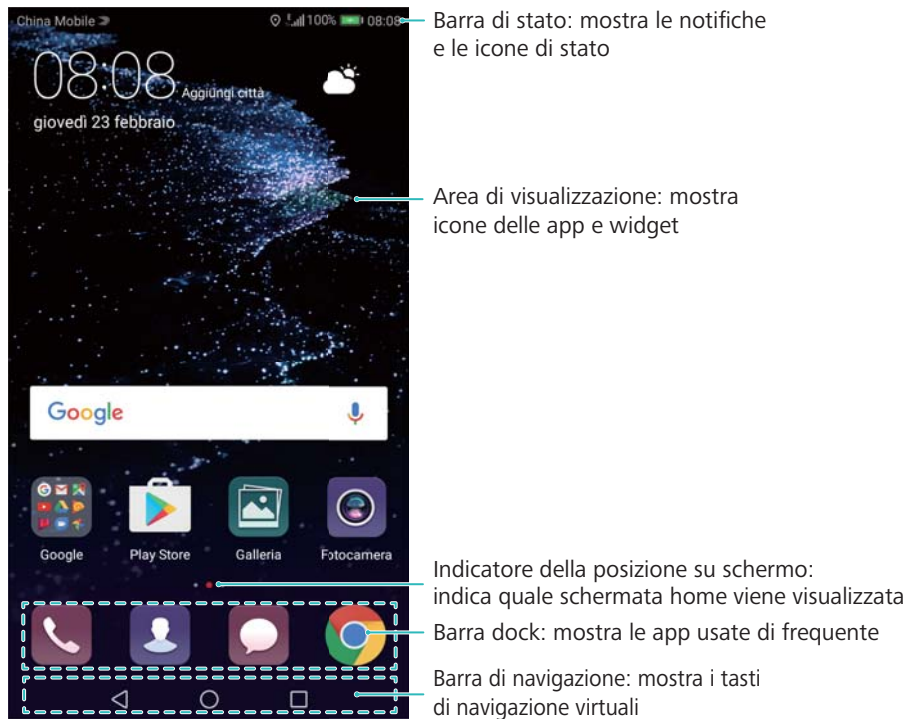 China Mobile
100% 08:08
08:08 Aggiungi città
giovedì 23 febbraio
Google
Google Play Store Galleria Fotocamera
Barra di stato: mostra le notifiche
e le icone di stato
Area di visualizzazione: mostra
icone delle app e widget
Indicatore della posizione su schermo:
indica quale schermata home viene visualizzata
Barra dock: mostra le app usate di frequente
Barra di navigazione: mostra i tasti
di navigazione virtuali